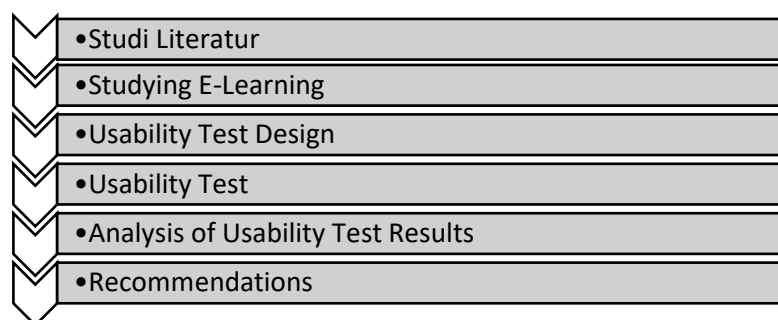 •Studi Literatur
•Studying E-Learning
•Usability Test Design
•Usability Test
•Analysis of Usability Test Results
•Recommendations